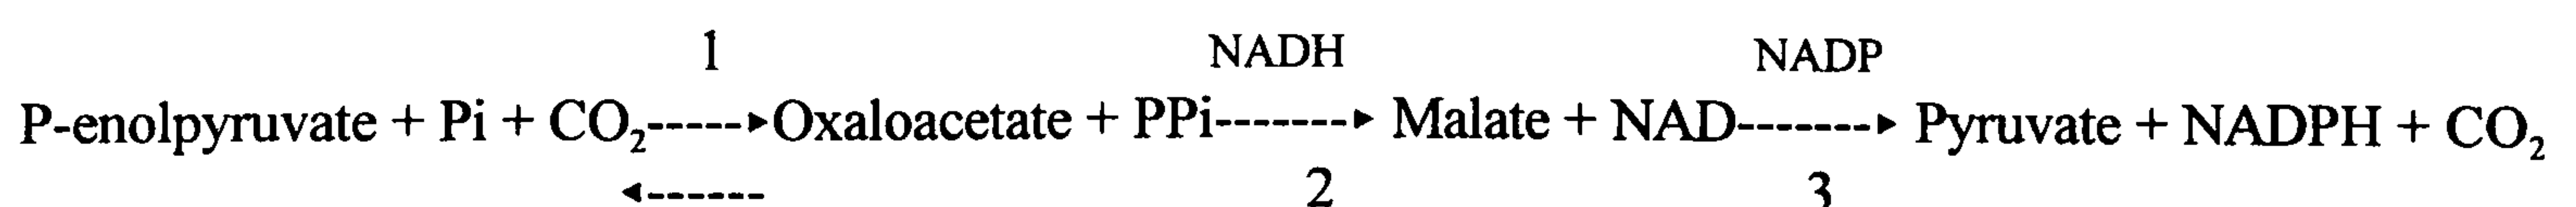 1 NADH NADP
P-enolpyruvate + Pi + CO₂-----►Oxaloacetate + PPi-------► Malate + NAD-------► Pyruvate + NADPH + CO₂
◄------ 2 3